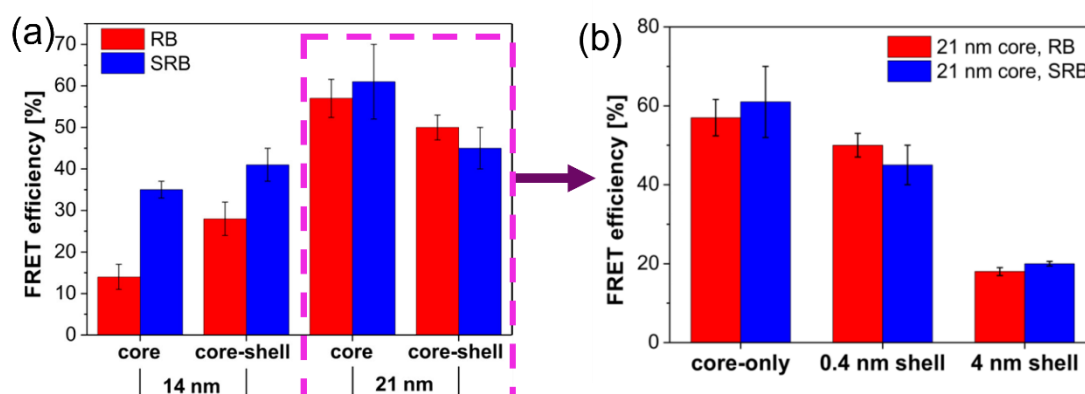 (a)
FRET efficiency [%]
70
60
50
40
30
20
10
0
RB
SRB
core
core-shell
core
core-shell
14 nm
21 nm
(b)
FRET efficiency [%]
80
60
40
20
0
21 nm core, RB
21 nm core, SRB
core-only
0.4 nm shell
4 nm shell